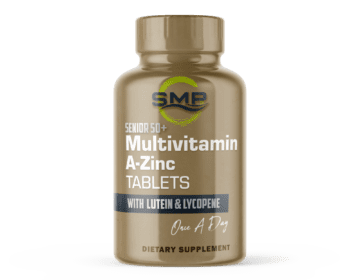 SMP
SENIOR 50+
Multivitamin
A-Zinc
TABLETS
WITH LUTEIN & LYCOPENE
Once A Day
DIETARY SUPPLEMENT